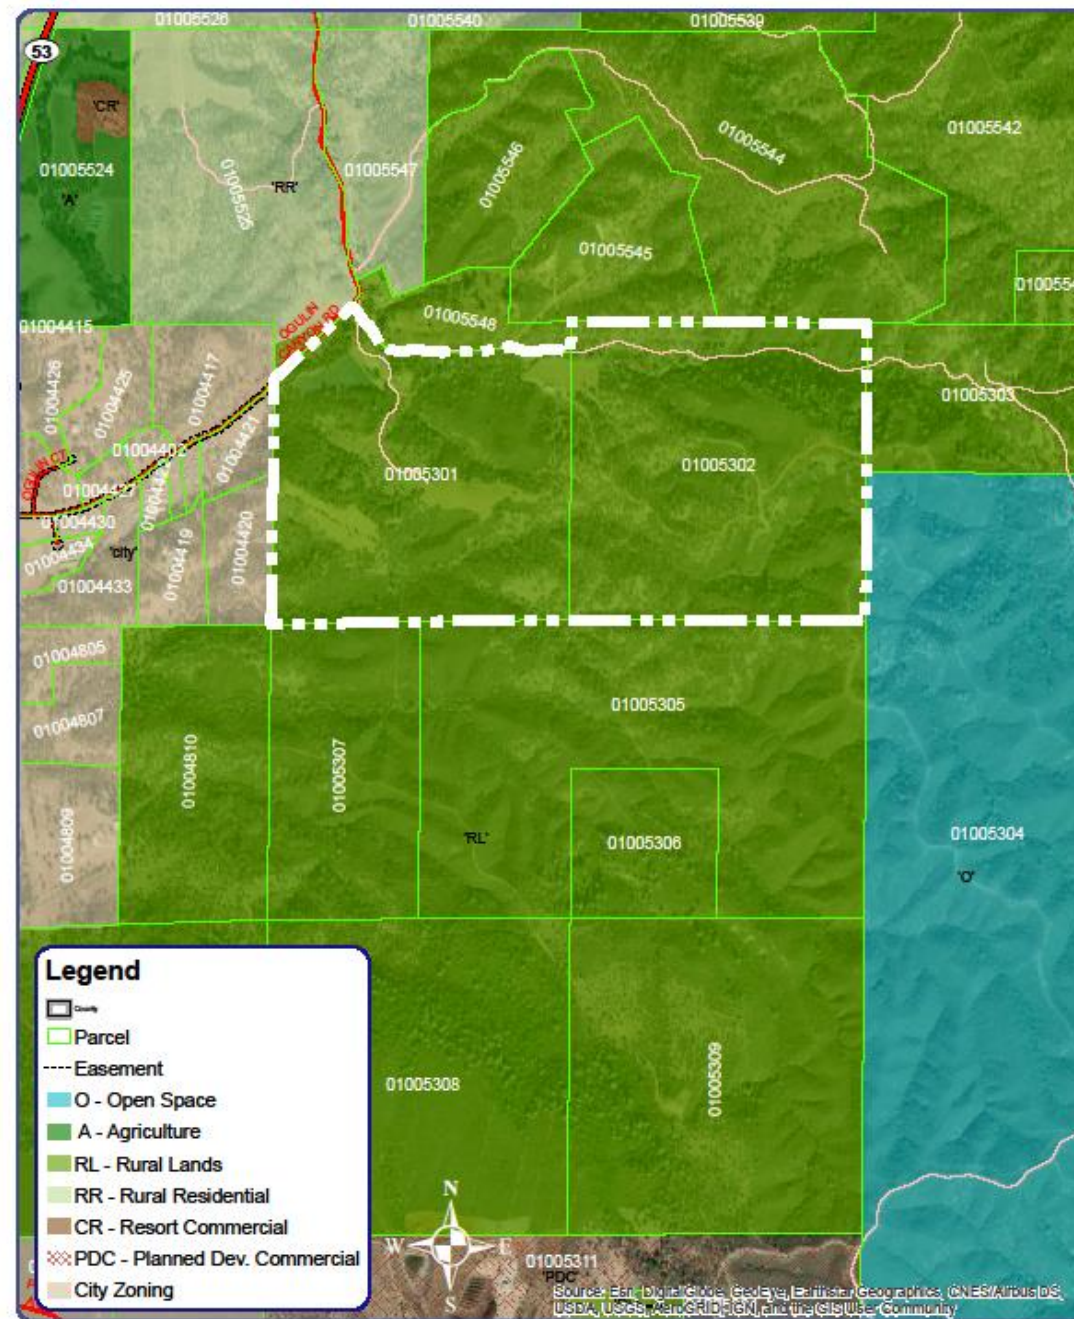 01005526
01005540
01005539
53
'CR'
01005524
'A'
01005525
'RR'
01005547
01005546
01005544
01005542
01005545
01005548
OGULIN
CANYON RD
01004415
01004426
01004425
01004417
01004421
01004402
OGULIN CT
01004430
01004434
'city'
01004433
01004419
01004420
01005301
01005302
01005303
01004805
01004807
01004809
01004810
01005307
01005305
'RL'
01005306
01005304
'O'
01005308
01005309
01005311
'PDC'
N
W
E
S
Legend
County
Parcel
Easement
O - Open Space
A - Agriculture
RL - Rural Lands
RR - Rural Residential
CR - Resort Commercial
PDC - Planned Dev. Commercial
City Zoning
Source: Esri, DigitalGlobe, GeoEye, Earthstar Geographics, CNES/Airbus DS,
USDA, USGS, AeroGRID, IGN, and the GIS User Community